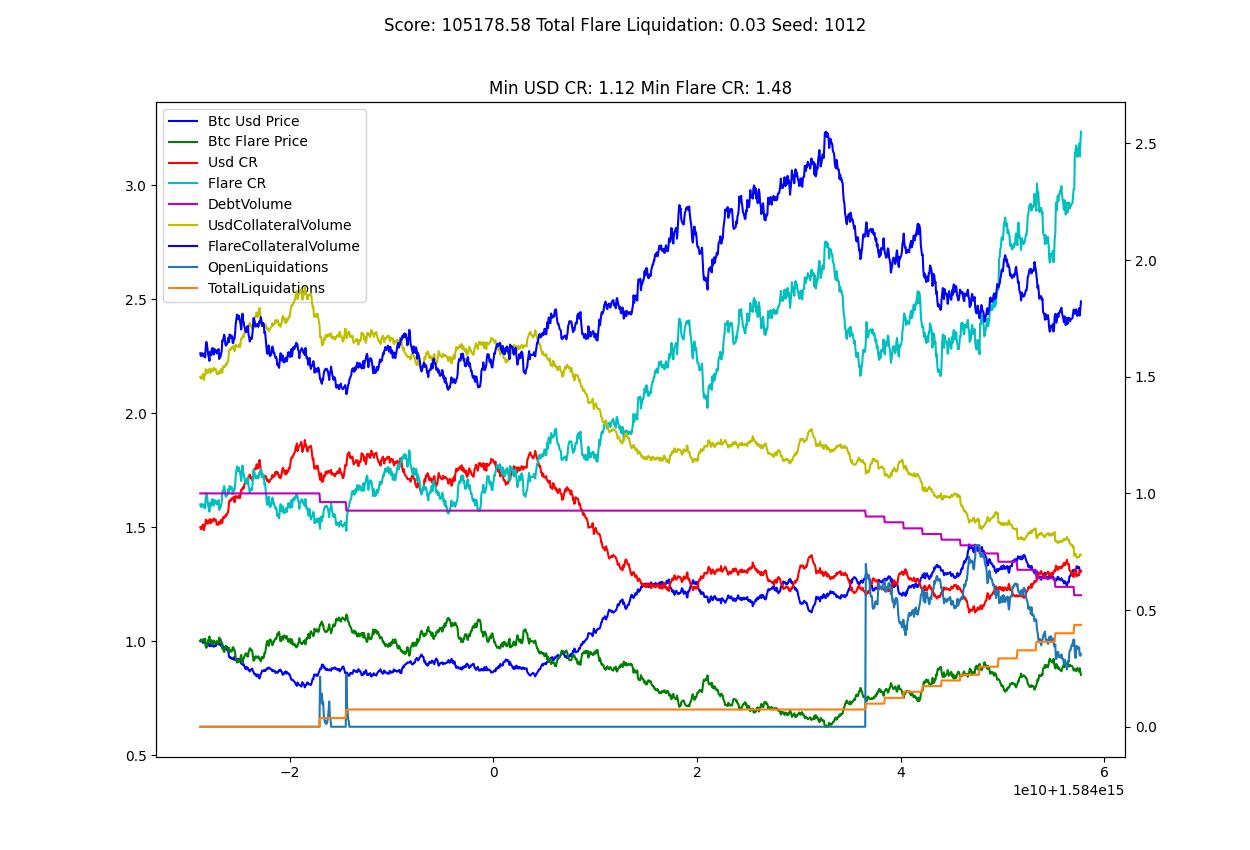 Score: 105178.58 Total Flare Liquidation: 0.03 Seed: 1012
Min USD CR: 1.12 Min Flare CR: 1.48
Btc Usd Price
Btc Flare Price
Usd CR
Flare CR
DebtVolume
UsdCollateralVolume
FlareCollateralVolume
OpenLiquidations
TotalLiquidations
3.0
2.5
2.0
1.5
1.0
0.5
2.5
2.0
1.5
1.0
0.5
0.0
−2
0
2
4
6
1e10+1.584e15